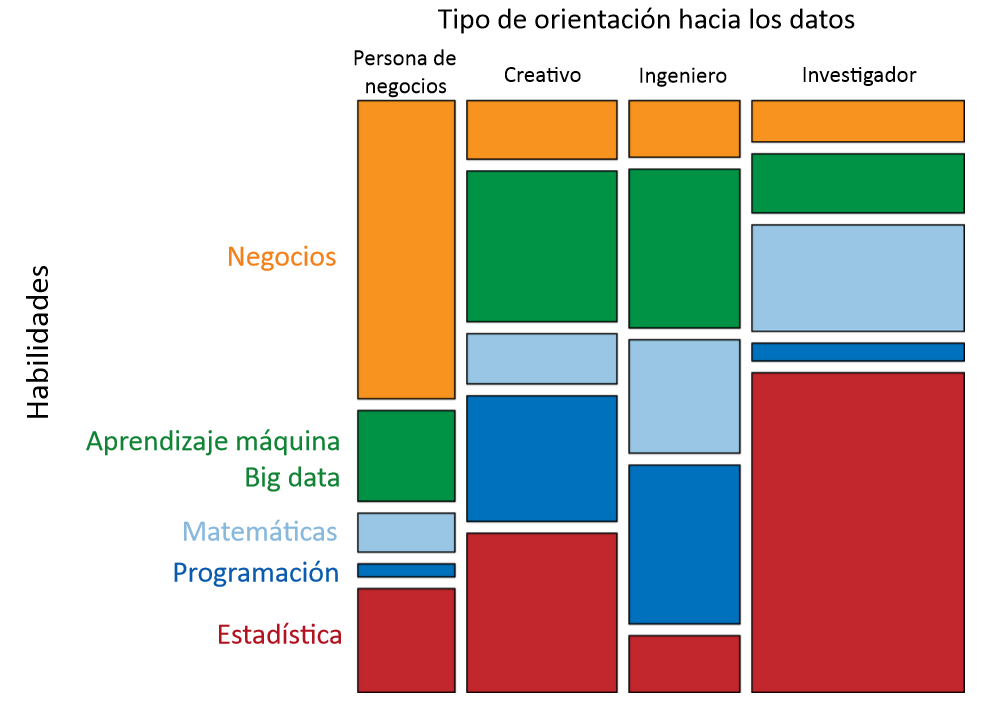 Tipo de orientación hacia los datos
Persona de
negocios
Creativo
Ingeniero
Investigador
Habilidades
Negocios
Aprendizaje máquina
Big data
Matemáticas
Programación
Estadística